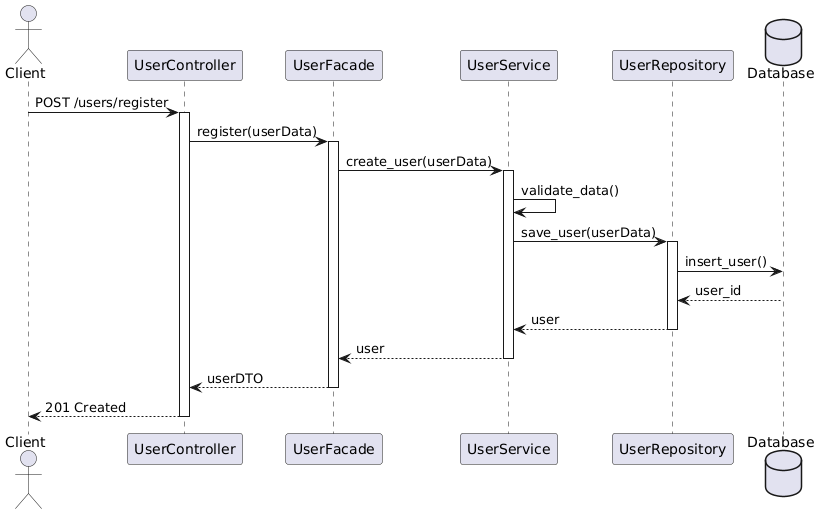 Client
UserController
UserFacade
UserService
UserRepository
Database
POST /users/register
register(userData)
create_user(userData)
validate_data()
save_user(userData)
insert_user()
user_id
user
user
userDTO
201 Created
Client
UserController
UserFacade
UserService
UserRepository
Database